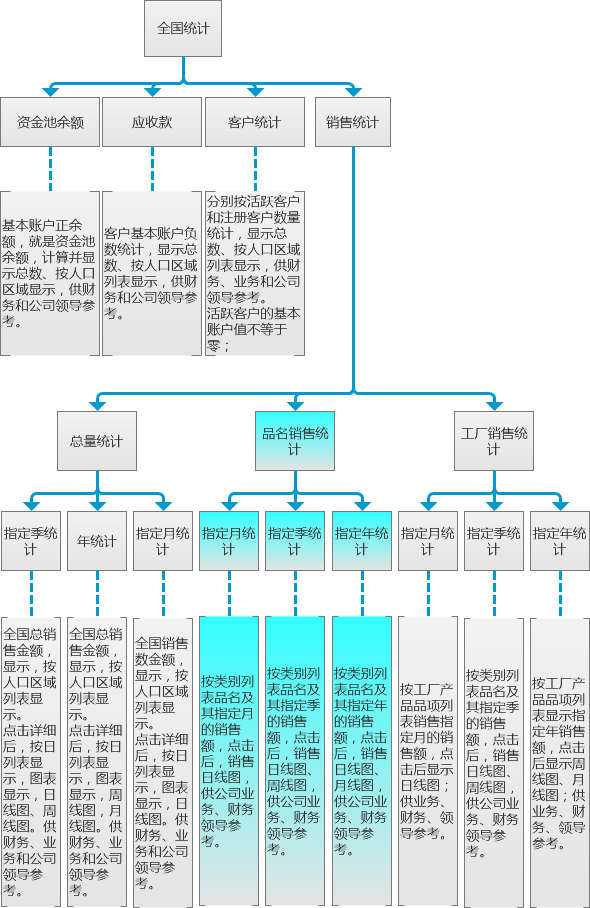 全国统计
资金池余额
应收款
客户统计
销售统计
基本账户正余
额，就是资金池
余额，计算并显
示总数、按人口
区域显示，供财
务和公司领导参
考。
客户基本账户负
数统计，显示总
数、按人口区域
列表显示，供财
务和公司领导参
考。
分别按活跃客户
和注册客户数量
统计，显示总
数、按人口区域
列表显示，供财
务、业务和公司
领导参考。
活跃客户的基本
账户值不等于
零；
总量统计
品名销售统
计
工厂销售统
计
指定季统
计
年统计
指定月统
计
指定月统
计
指定季统
计
指定年统
计
指定月统
计
指定季统
计
指定年统
计
全国总销
售金额，
显示，按
人口区域
列表显
示。
点击详细
后，按日
列表显
示，图表
显示，日
线图、周
线图。供
财务、业
务和公司
领导参
考。
全国总销
售金额，
显示，按
人口区域
列表显
示。
点击详细
后，按日
列表显
示，图表
显示，周
线图，月
线图。供
财务、业
务和公司
领导参
考。
全国销售
数金额，
显示，按
人口区域
列表显
示。
点击详细
后，按日
列表显
示，图表
显示，日
线图。供
财务、业
务和公司
领导参
考。
按类别列
表品名及
其指定月
的销售
额，点击
后，销售
日线图，
供公司业
务、财务
领导参
考。
按类别列
表品名及
其指定季
的销售
额，点击
后，销售
日线图、
周线图，
供公司业
务、财务
领导参
考。
按类别列
表品名及
其指定年
的销售
额，点击
后，销售
日线图、
月线图，
供公司业
务、财务
领导参
考。
按工厂产
品品项列
表销售指
定月的销
售额，点
击后显示
日线图；
供业务、
财务、领
导参考。
按类别列
表品名及
其指定季
的销售
额，点击
后，销售
日线图、
周线图，
供公司业
务、财务
领导参
考。
按工厂产
品品项列
表显示指
定年销售
额，点击
后显示周
线图、月
线图；供
业务、财
务、领导
参考。